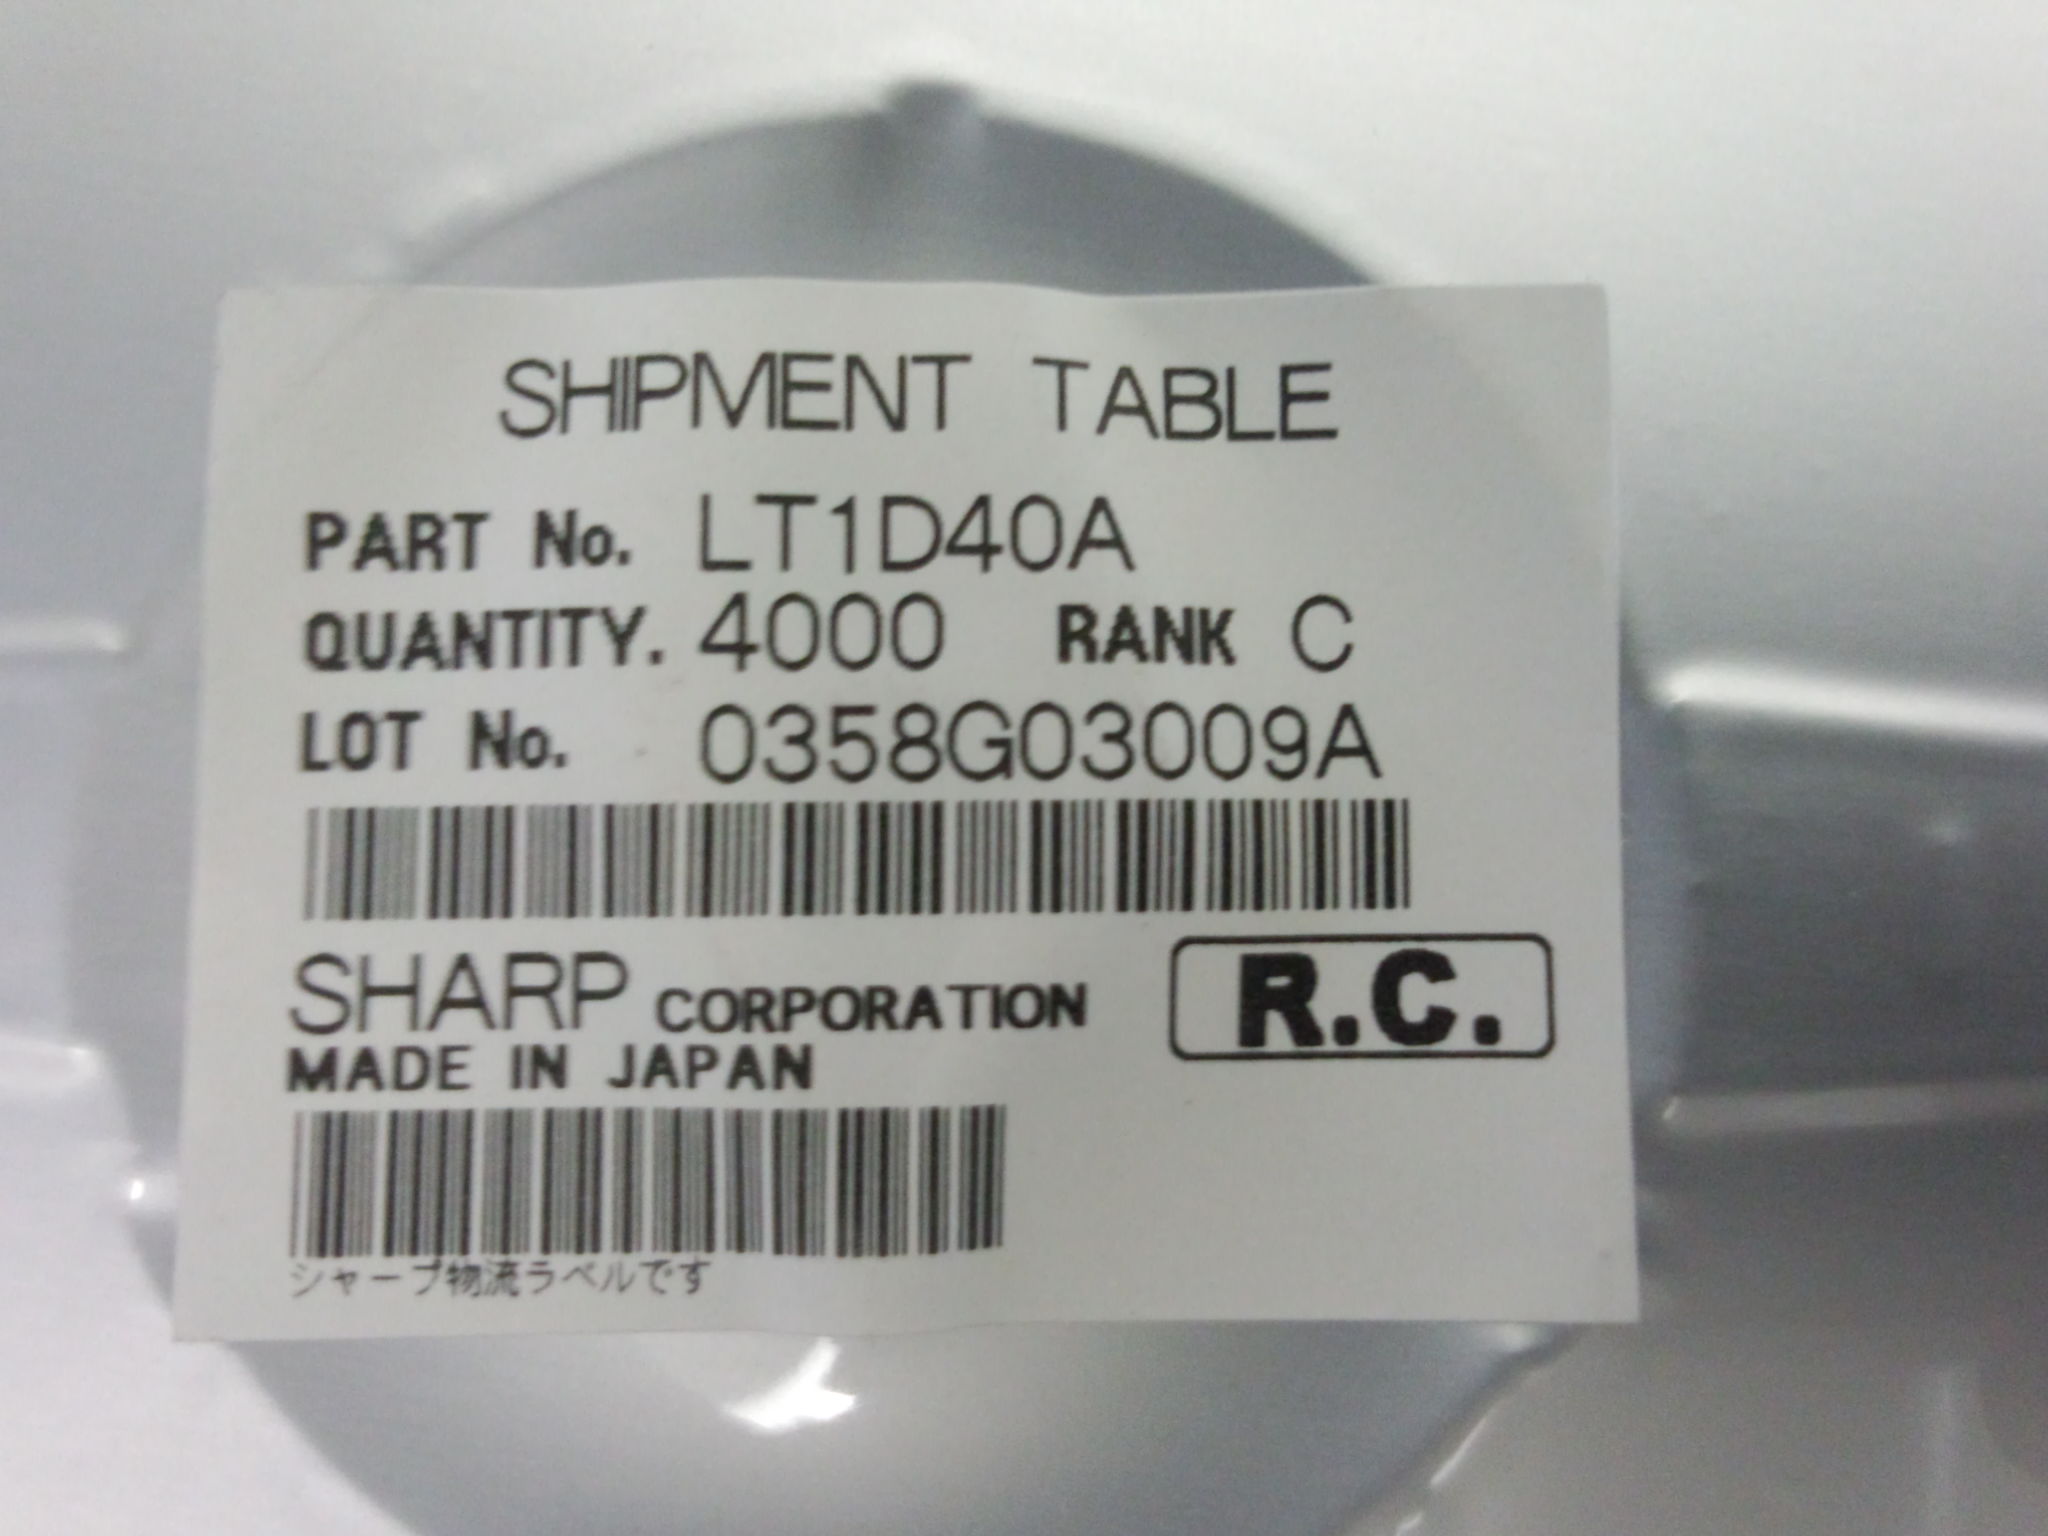 SHIPMENT TABLE
PART No. LT1D40A
QUANTITY. 4000 RANK C
LOT No. 0358G03009A
SHARP CORPORATION
R.C.
MADE IN JAPAN
シャープ物流ラベルです